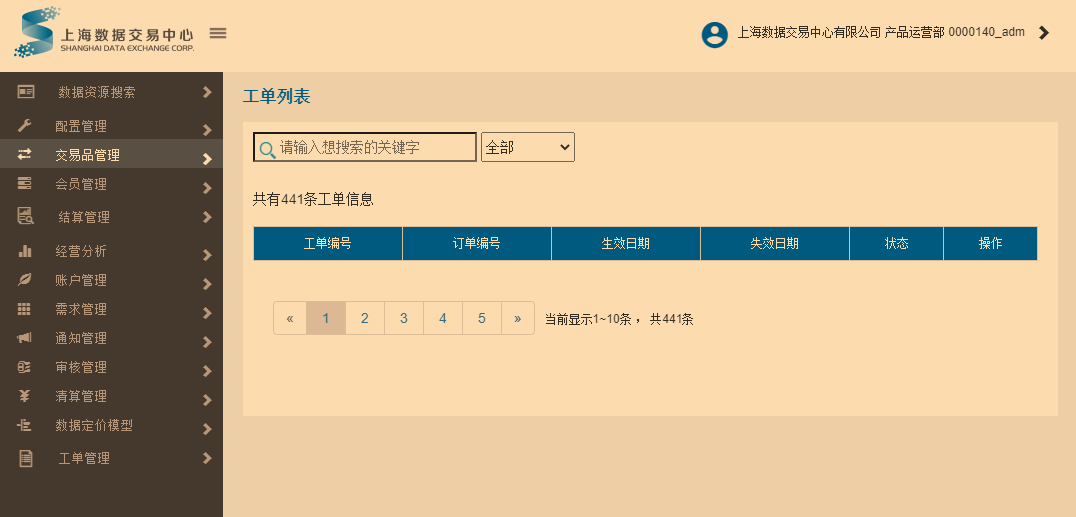 上海数据交易中心
SHANGHAI DATA EXCHANGE CORP.
上海数据交易中心有限公司 产品运营部 0000140_adm
数据资源搜索
配置管理
交易品管理
会员管理
结算管理
经营分析
账户管理
需求管理
通知管理
审核管理
清算管理
数据定价模型
工单管理
工单列表
请输入想搜索的关键字 全部
共有441条工单信息
工单编号 订单编号 生效日期 失效日期 状态 操作
« 1 2 3 4 5 » 当前显示1~10条， 共441条